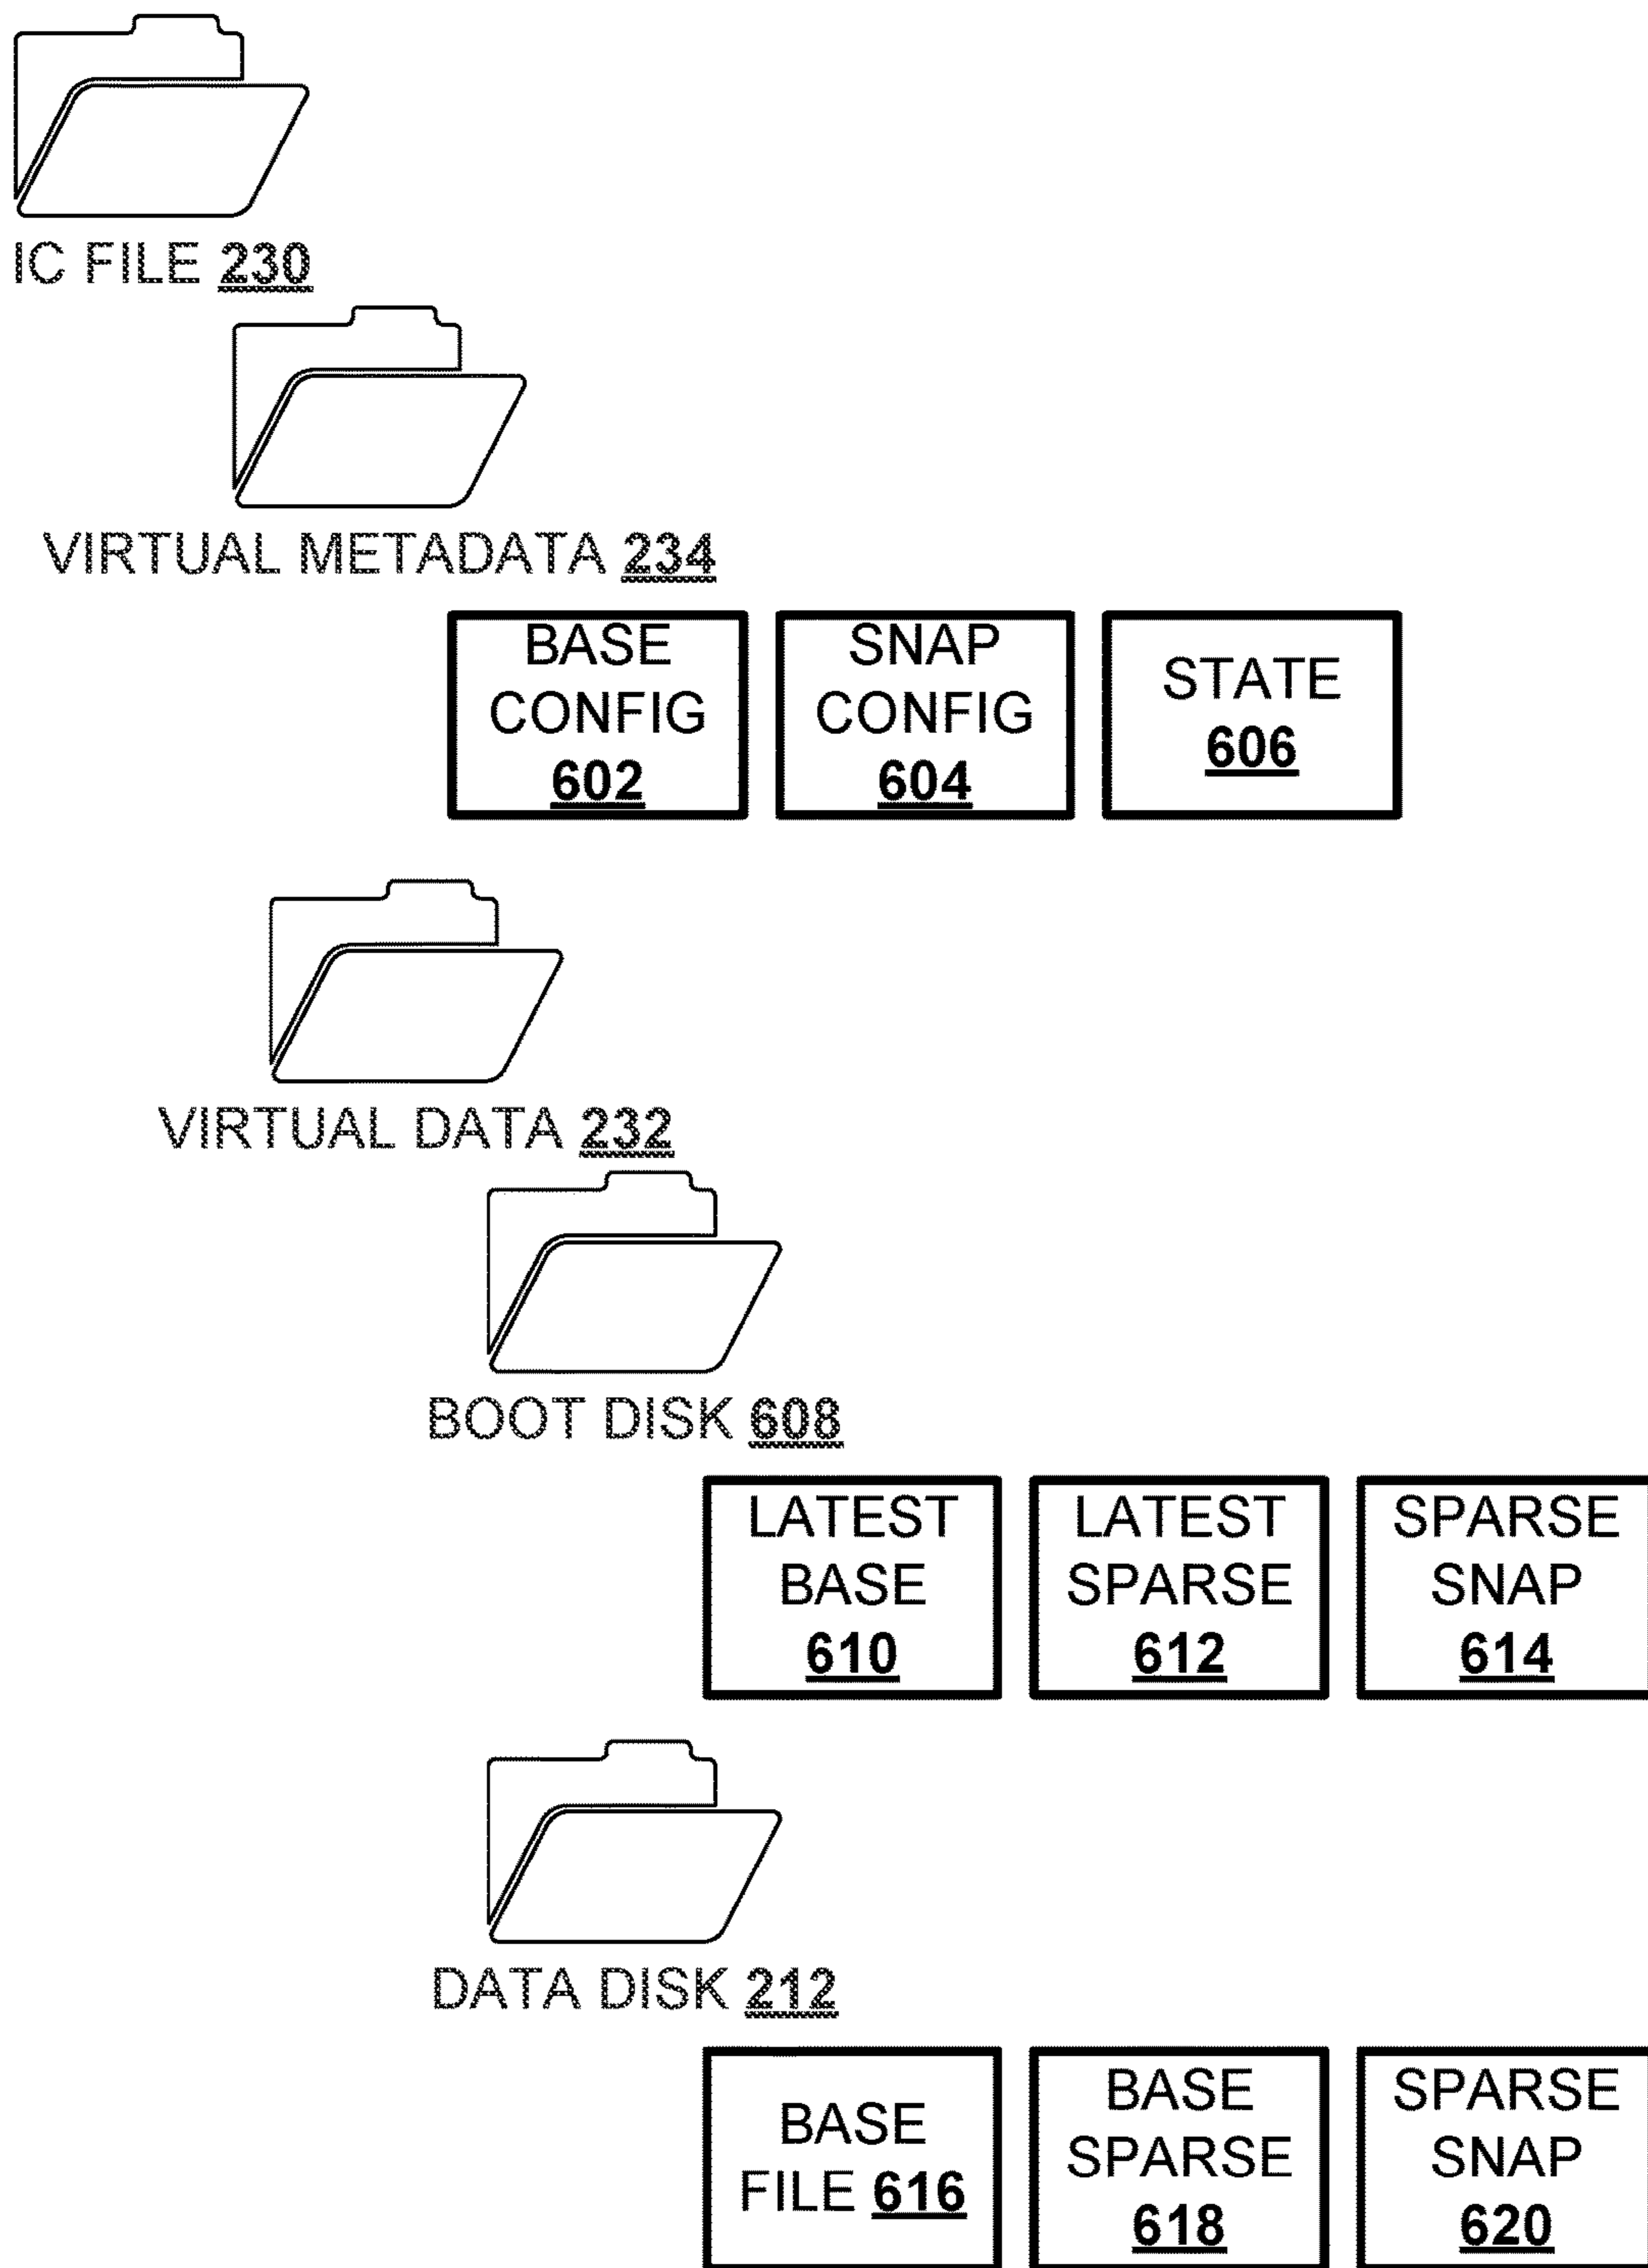 IC FILE 230
VIRTUAL METADATA 234
BASE
CONFIG
602
SNAP
CONFIG
604
STATE
606
VIRTUAL DATA 232
BOOT DISK 608
LATEST
BASE
610
LATEST
SPARSE
612
SPARSE
SNAP
614
DATA DISK 212
BASE
FILE 616
BASE
SPARSE
618
SPARSE
SNAP
620